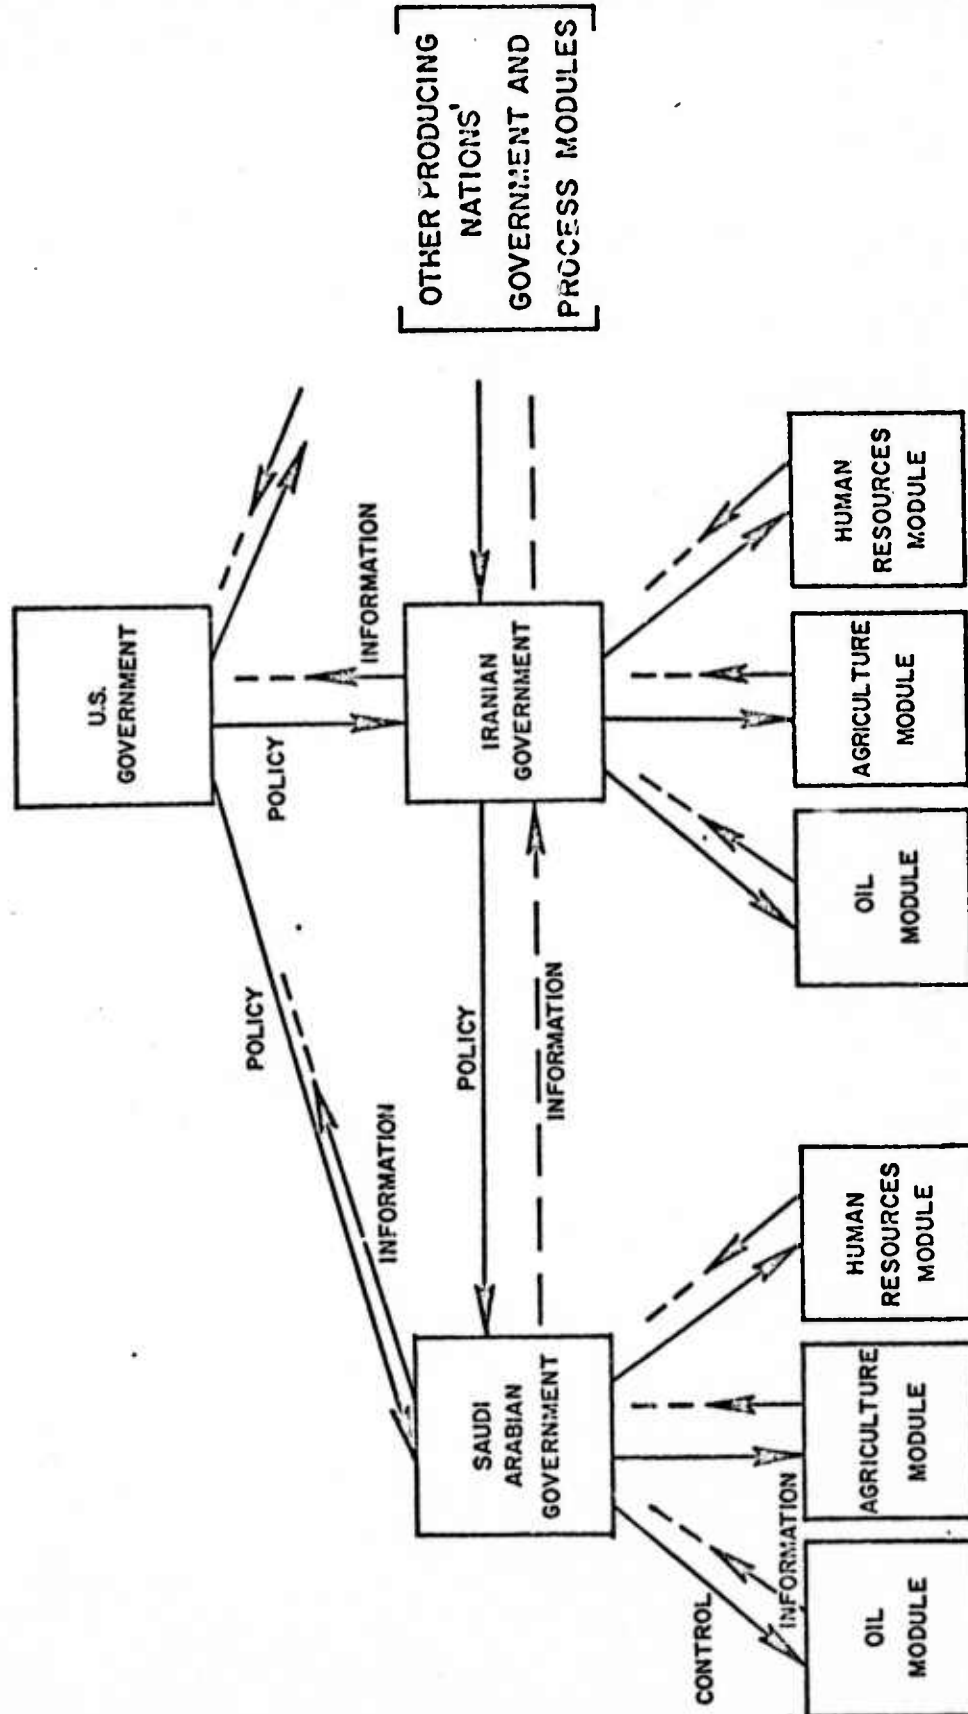 U.S.
GOVERNMENT
POLICY
INFORMATION
POLICY
INFORMATION
SAUDI
ARABIAN
GOVERNMENT
POLICY
INFORMATION
IRANIAN
GOVERNMENT
OTHER PRODUCING
NATIONS'
GOVERNMENT AND
PROCESS MODULES
CONTROL
INFORMATION
OIL
MODULE
AGRICULTURE
MODULE
HUMAN
RESOURCES
MODULE
OIL
MODULE
AGRICULTURE
MODULE
HUMAN
RESOURCES
MODULE